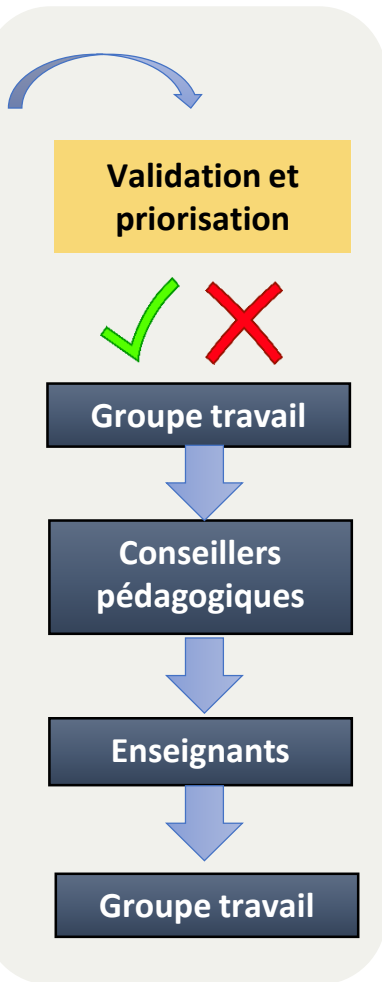 Validation et
priorisation
Groupe travail
Conseillers
pédagogiques
Enseignants
Groupe travail